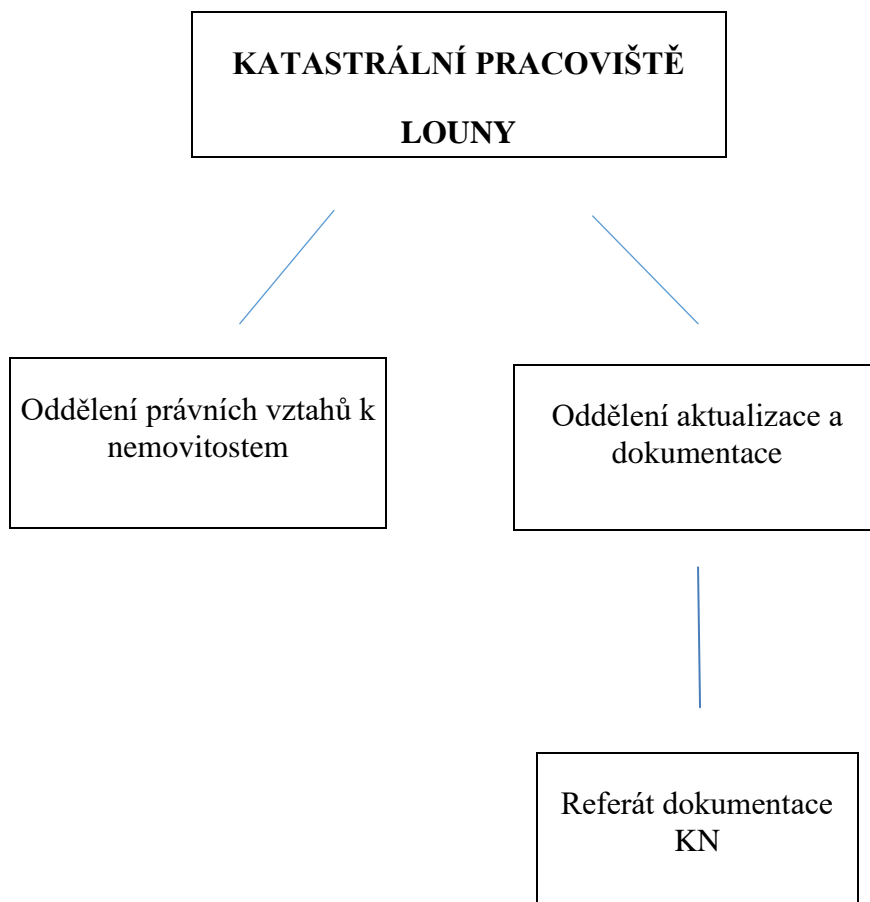 KATASTRÁLNÍ PRACOVIŠTĚ
LOUNY
Oddělení právních vztahů k
nemovitostem
Oddělení aktualizace a
dokumentace
Referát dokumentace
KN